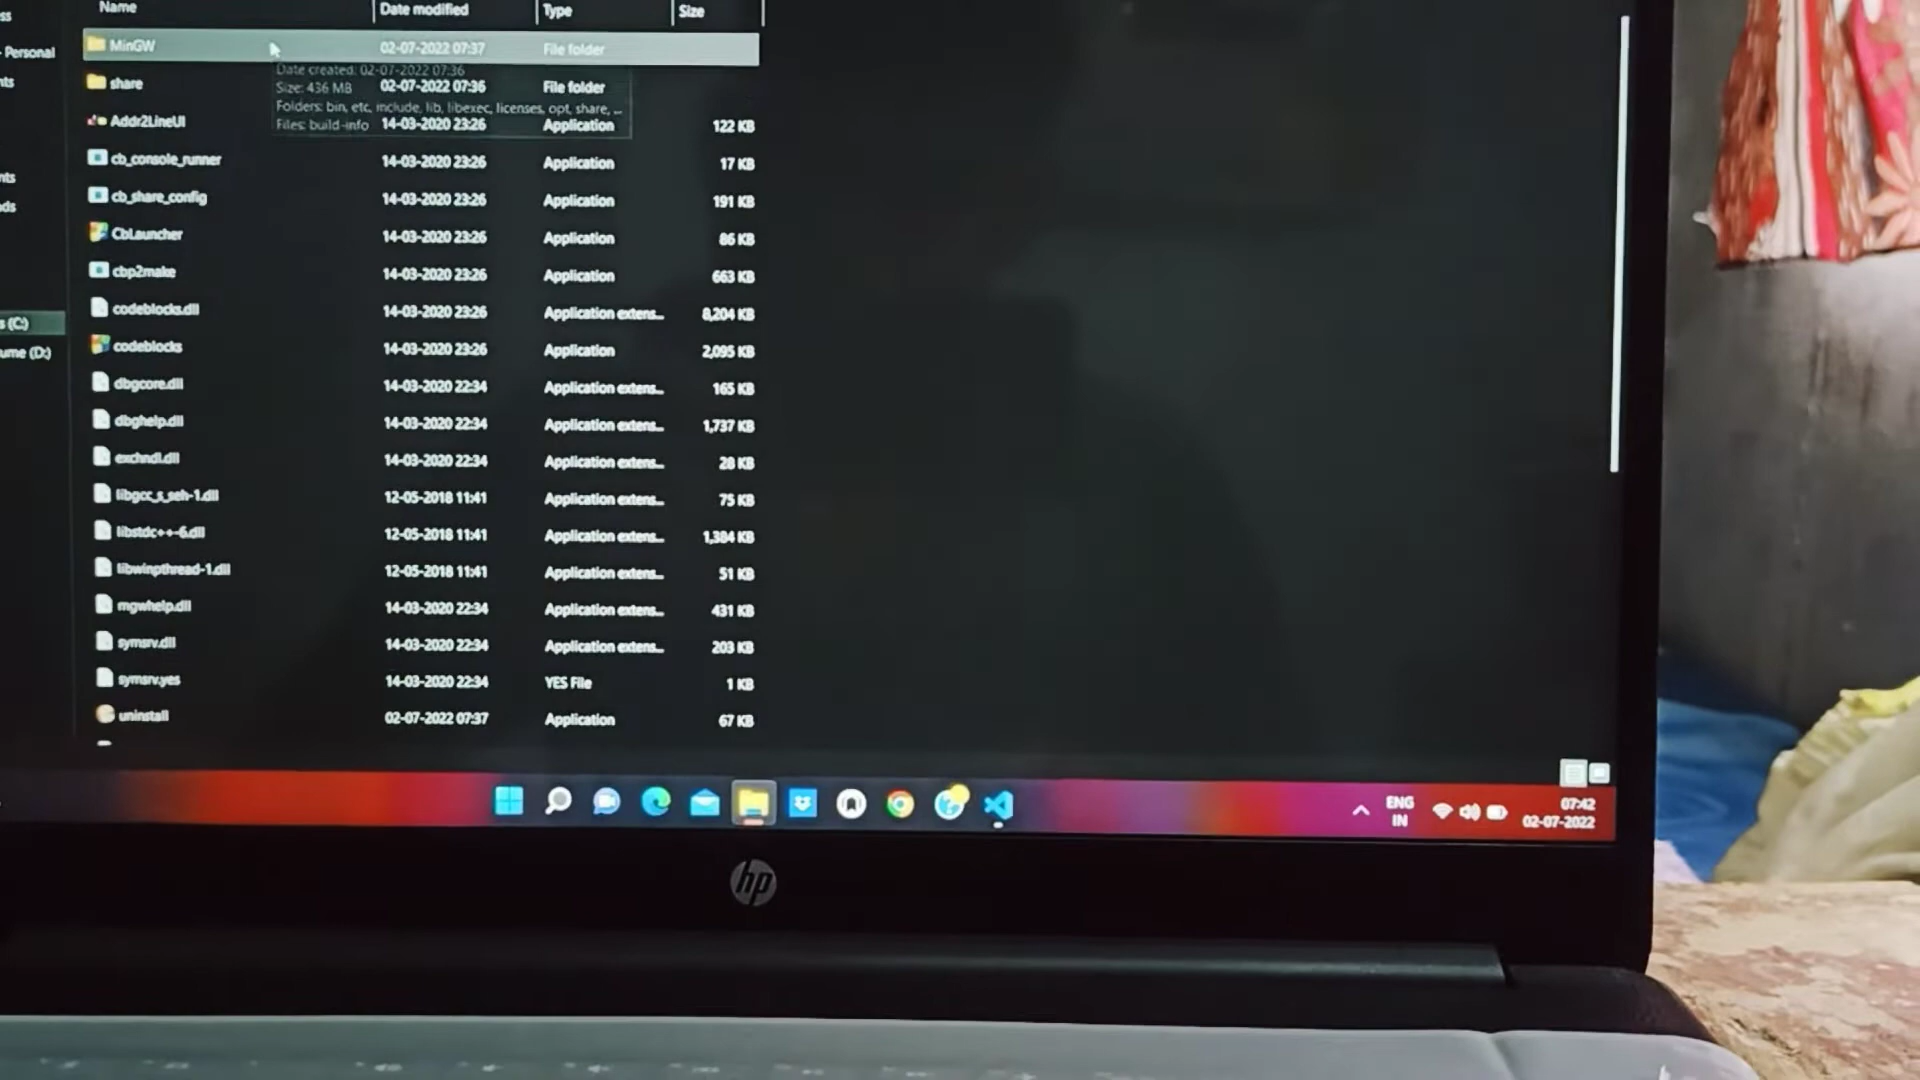 ss
Name Date modified Type Size
- Personal
MinGW 02-07-2022 07:37 File folder
Date created: 02-07-2022 07:36
nts
share 02-07-2022 07:36 File folder
Size: 436 MB
Folders: bin, etc, include, lib, libexec, licenses, opt, share, ...
Files: build-info
Addr2LineUI 14-03-2020 23:26 Application 122 KB
cb_console_runner 14-03-2020 23:26 Application 17 KB
nts
cb_share_config 14-03-2020 23:26 Application 191 KB
ds
CbLauncher 14-03-2020 23:26 Application 86 KB
cbp2make 14-03-2020 23:26 Application 663 KB
codeblocks.dll 14-03-2020 23:26 Application extens... 8,204 KB
s (C:)
codeblocks 14-03-2020 23:26 Application 2,095 KB
ume (D:)
dbgcore.dll 14-03-2020 22:34 Application extens... 165 KB
dbghelp.dll 14-03-2020 22:34 Application extens... 1,737 KB
exchndl.dll 14-03-2020 22:34 Application extens... 28 KB
libgcc_s_seh-1.dll 12-05-2018 11:41 Application extens... 75 KB
libstdc++-6.dll 12-05-2018 11:41 Application extens... 1,384 KB
libwinpthread-1.dll 12-05-2018 11:41 Application extens... 51 KB
mgwhelp.dll 14-03-2020 22:34 Application extens... 431 KB
symsrv.dll 14-03-2020 22:34 Application extens... 203 KB
symsrv.yes 14-03-2020 22:34 YES File 1 KB
uninstall 02-07-2022 07:37 Application 67 KB
ENG
IN
07:42
02-07-2022
hp